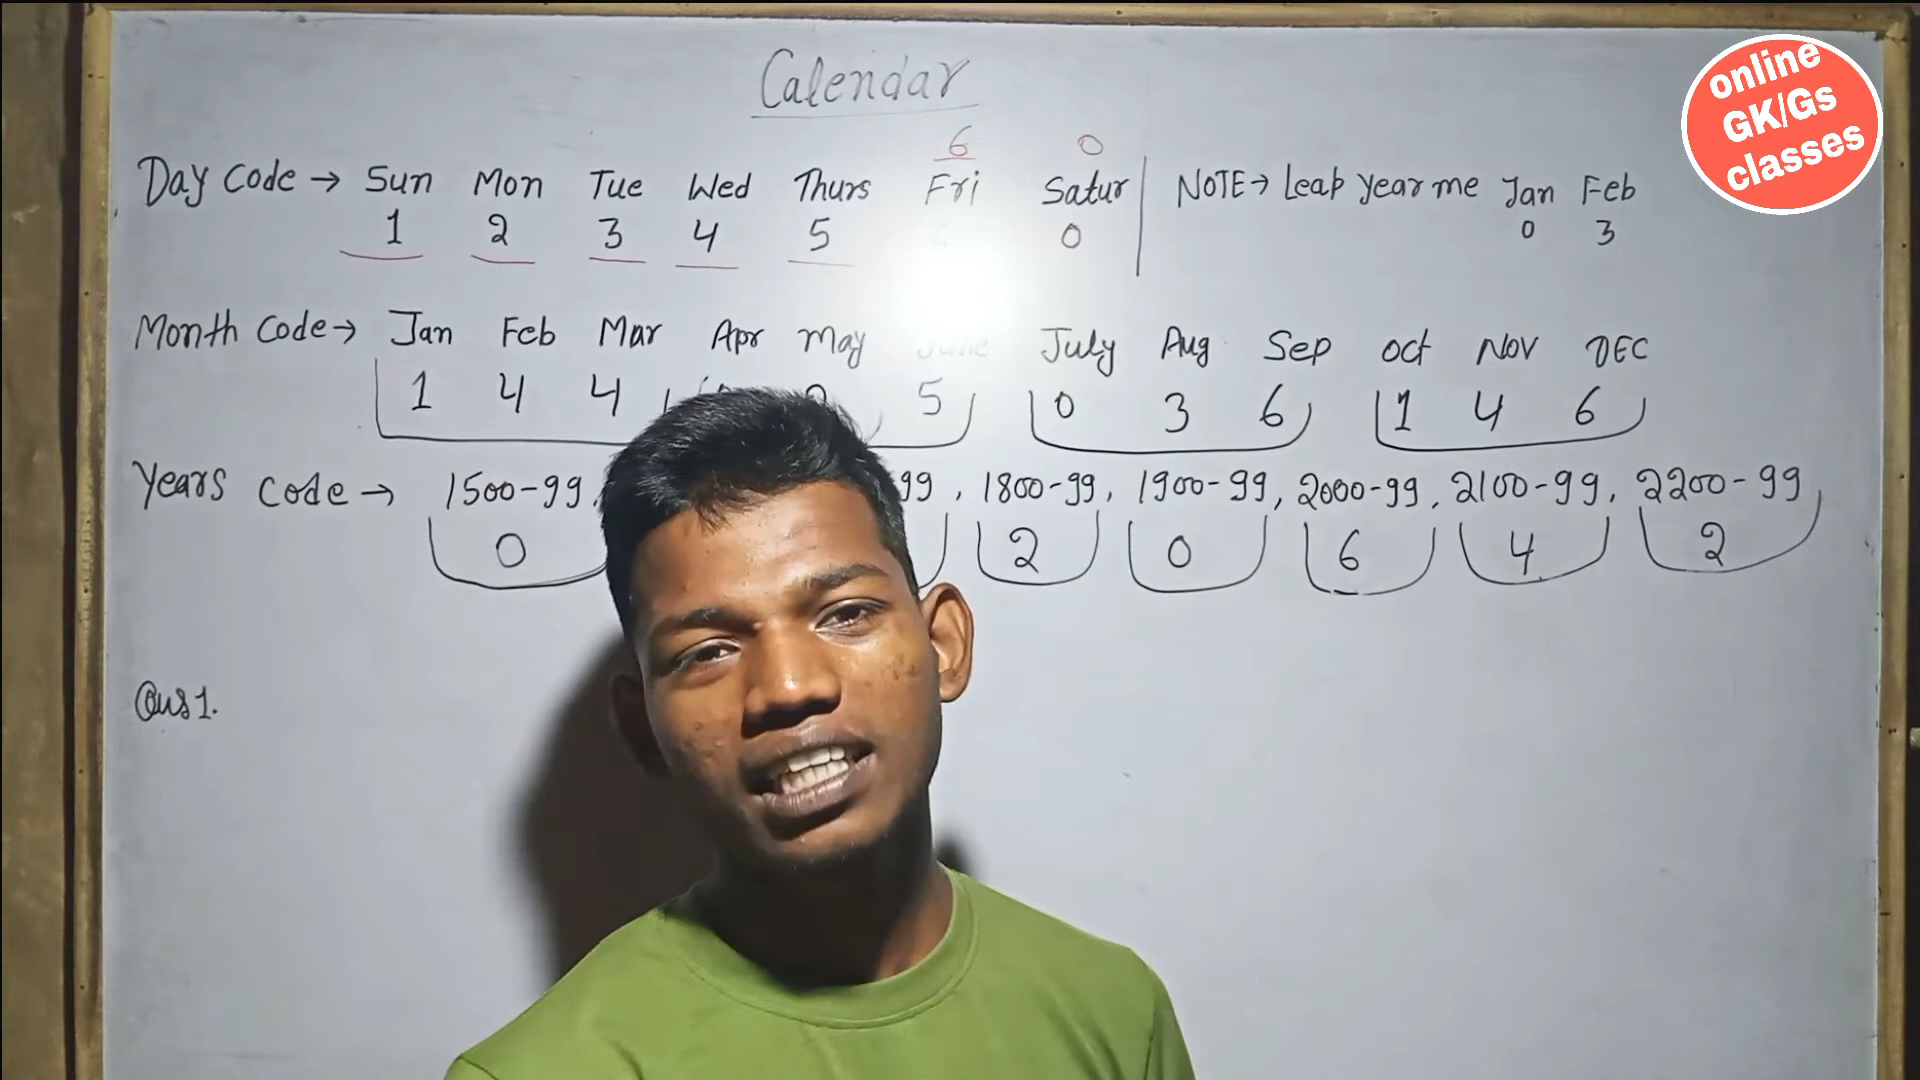 Calendar
6 0
Day Code → Sun Mon Tue Wed Thurs Fri Satur
1 2 3 4 5 0
NOTE → Leap Year me Jan Feb
0 3
Month Code → Jan Feb Mar Apr May June July Aug Sep Oct Nov DEC
1 4 4 5 0 3 6 1 4 6
Years Code → 1500-99 99, 1800-99, 1900-99, 2000-99, 2100-99, 2200-99
0 2 0 6 4 2
Qus 1.
online
GK/Gs
classes